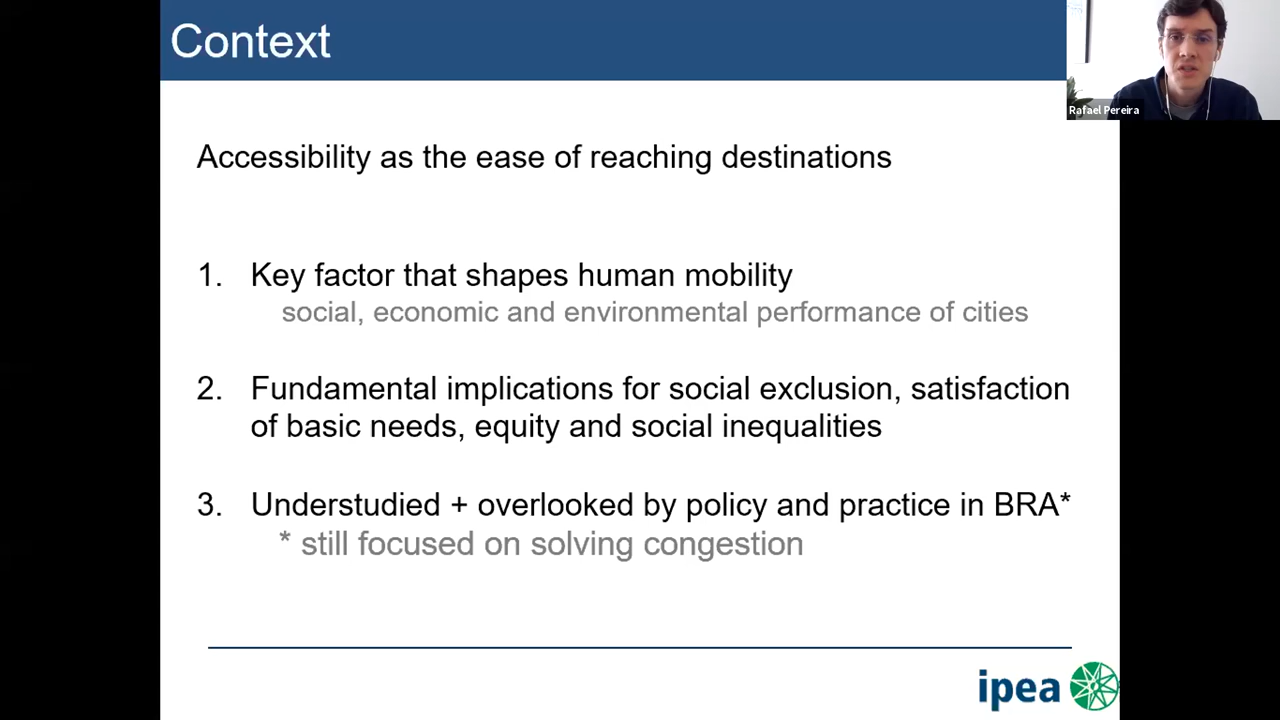 Context
Rafael Pereira
Accessibility as the ease of reaching destinations
1. Key factor that shapes human mobility
social, economic and environmental performance of cities
2. Fundamental implications for social exclusion, satisfaction
of basic needs, equity and social inequalities
3. Understudied + overlooked by policy and practice in BRA*
* still focused on solving congestion
ipea